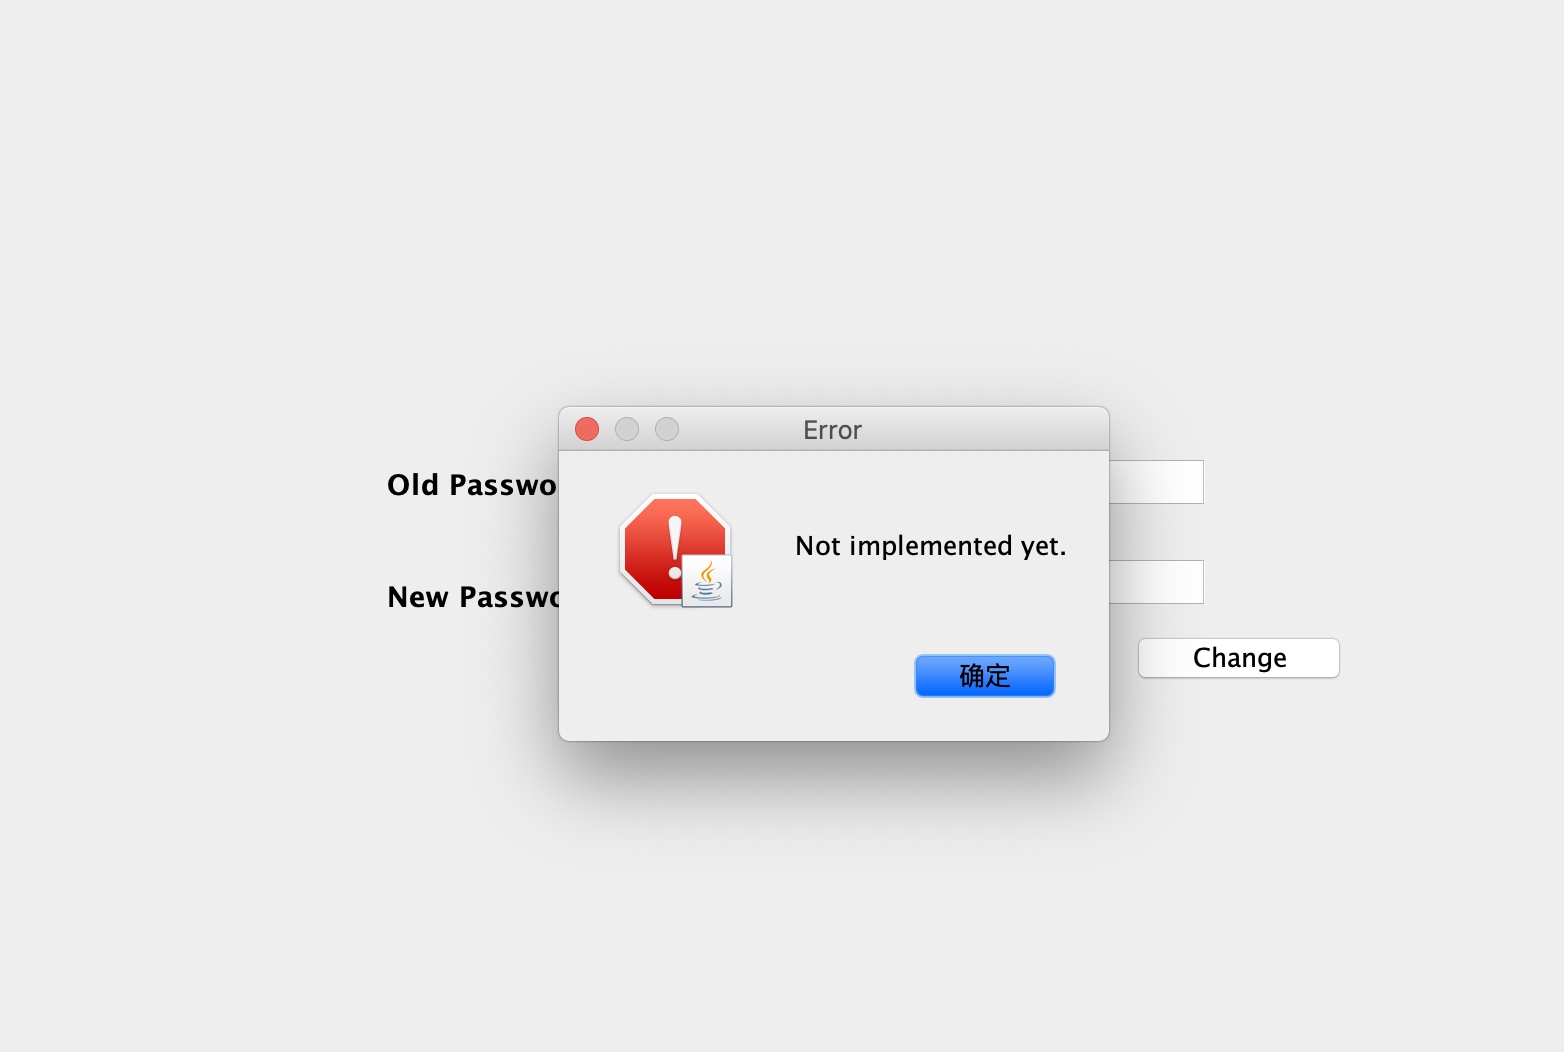 Error
Old Passwo
Not implemented yet.
New Passwo
Change
确定